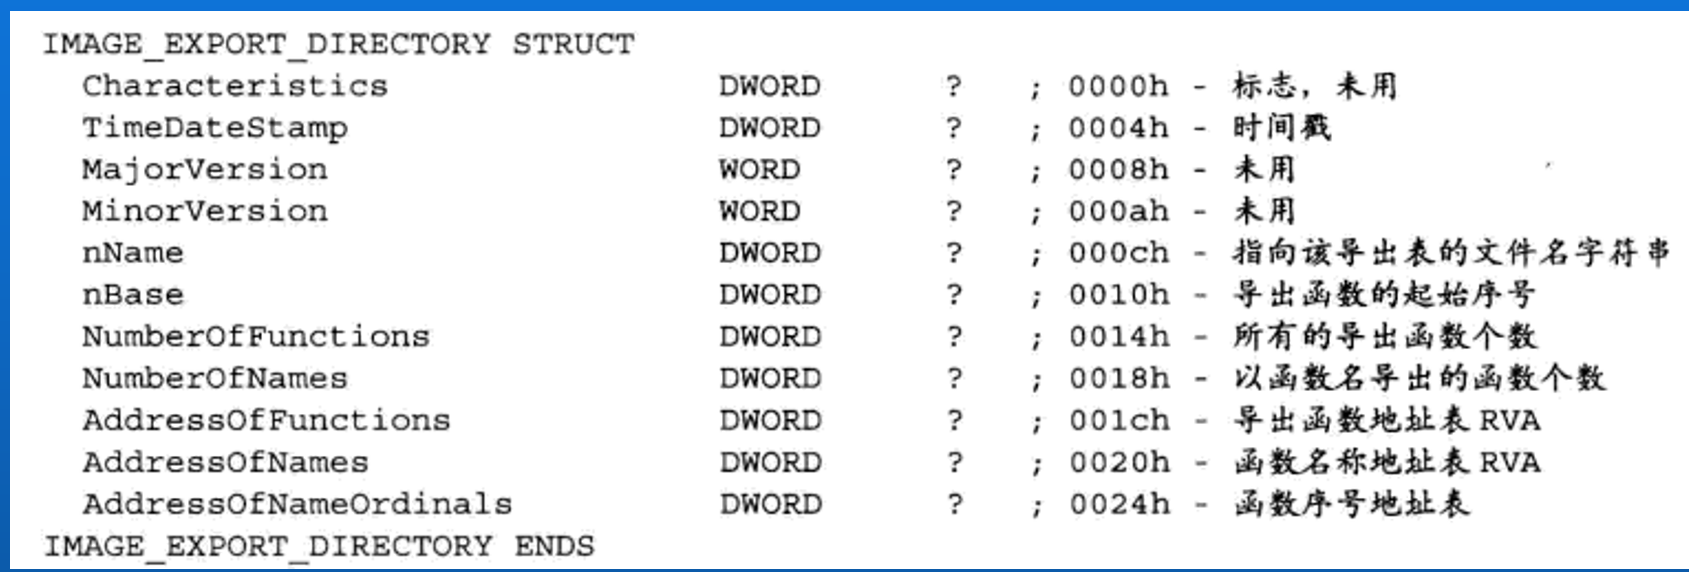 IMAGE_EXPORT_DIRECTORY STRUCT
Characteristics DWORD ? ; 0000h - 标志，未用
TimeDateStamp DWORD ? ; 0004h - 时间戳
MajorVersion WORD ? ; 0008h - 未用
MinorVersion WORD ? ; 000ah - 未用
nName DWORD ? ; 000ch - 指向该导出表的文件名字符串
nBase DWORD ? ; 0010h - 导出函数的起始序号
NumberOfFunctions DWORD ? ; 0014h - 所有的导出函数个数
NumberOfNames DWORD ? ; 0018h - 以函数名导出的函数个数
AddressOfFunctions DWORD ? ; 001ch - 导出函数地址表 RVA
AddressOfNames DWORD ? ; 0020h - 函数名称地址表 RVA
AddressOfNameOrdinals DWORD ? ; 0024h - 函数序号地址表
IMAGE_EXPORT_DIRECTORY ENDS